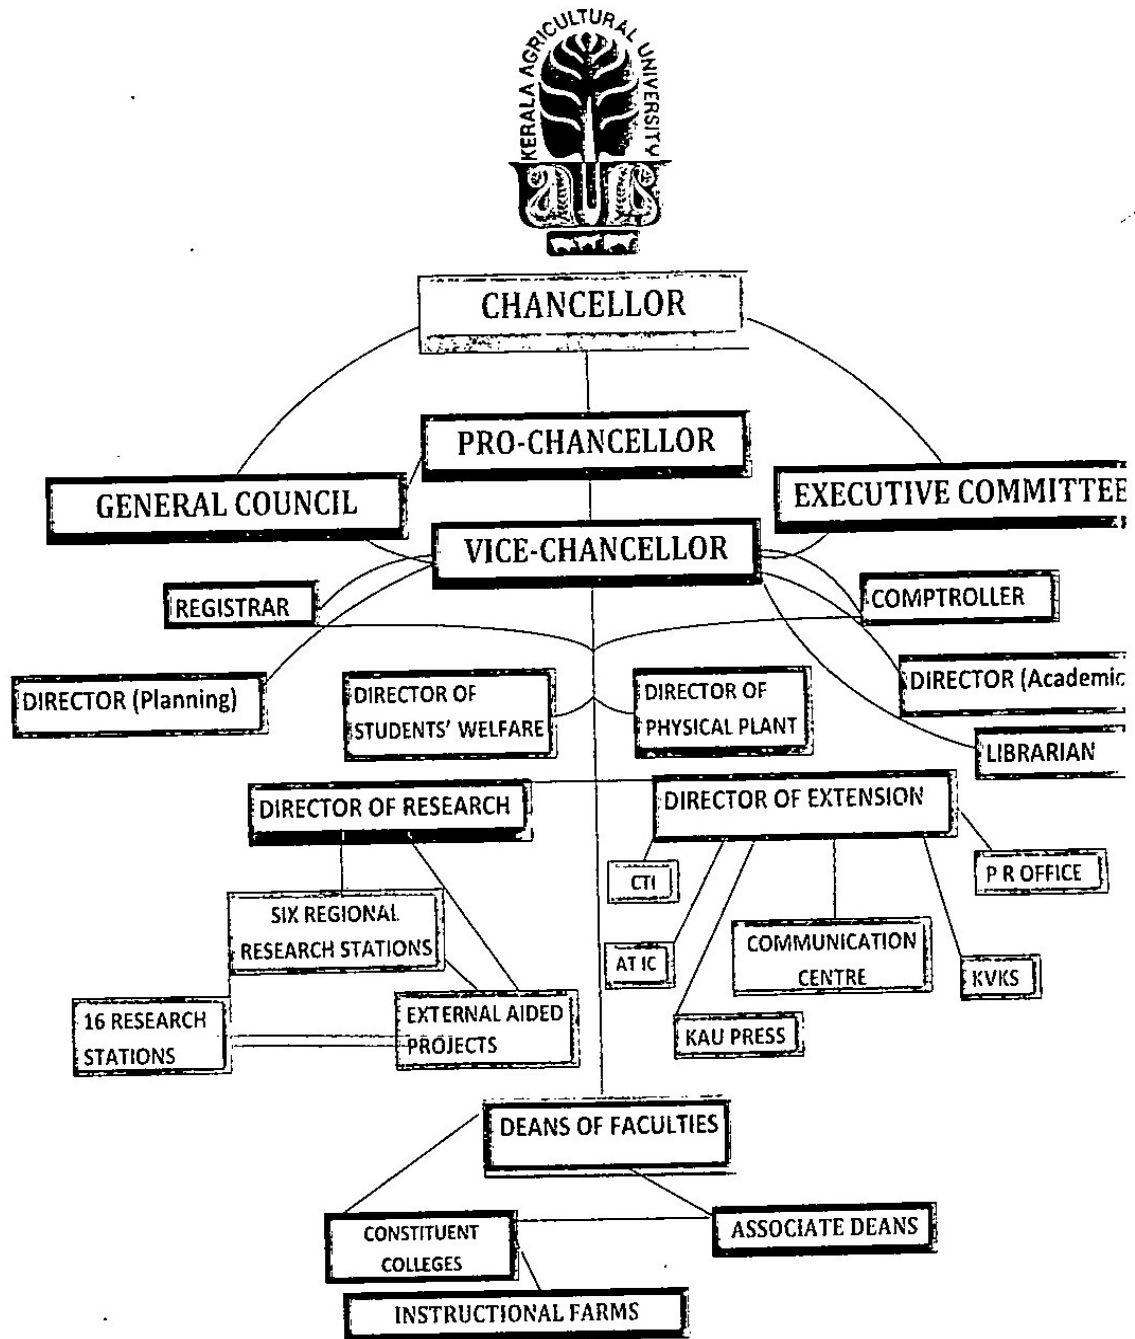 KERALA AGRICULTURAL UNIVERSITY
CHANCELLOR
PRO-CHANCELLOR
GENERAL COUNCIL
EXECUTIVE COMMITTEE
VICE-CHANCELLOR
REGISTRAR
COMPTROLLER
DIRECTOR (Planning)
DIRECTOR OF
STUDENTS' WELFARE
DIRECTOR OF
PHYSICAL PLANT
DIRECTOR (Academic
LIBRARIAN
DIRECTOR OF RESEARCH
DIRECTOR OF EXTENSION
CTI
P R OFFICE
SIX REGIONAL
RESEARCH STATIONS
AT IC
COMMUNICATION
CENTRE
KVKS
16 RESEARCH
STATIONS
EXTERNAL AIDED
PROJECTS
KAU PRESS
DEANS OF FACULTIES
CONSTITUENT
COLLEGES
ASSOCIATE DEANS
INSTRUCTIONAL FARMS